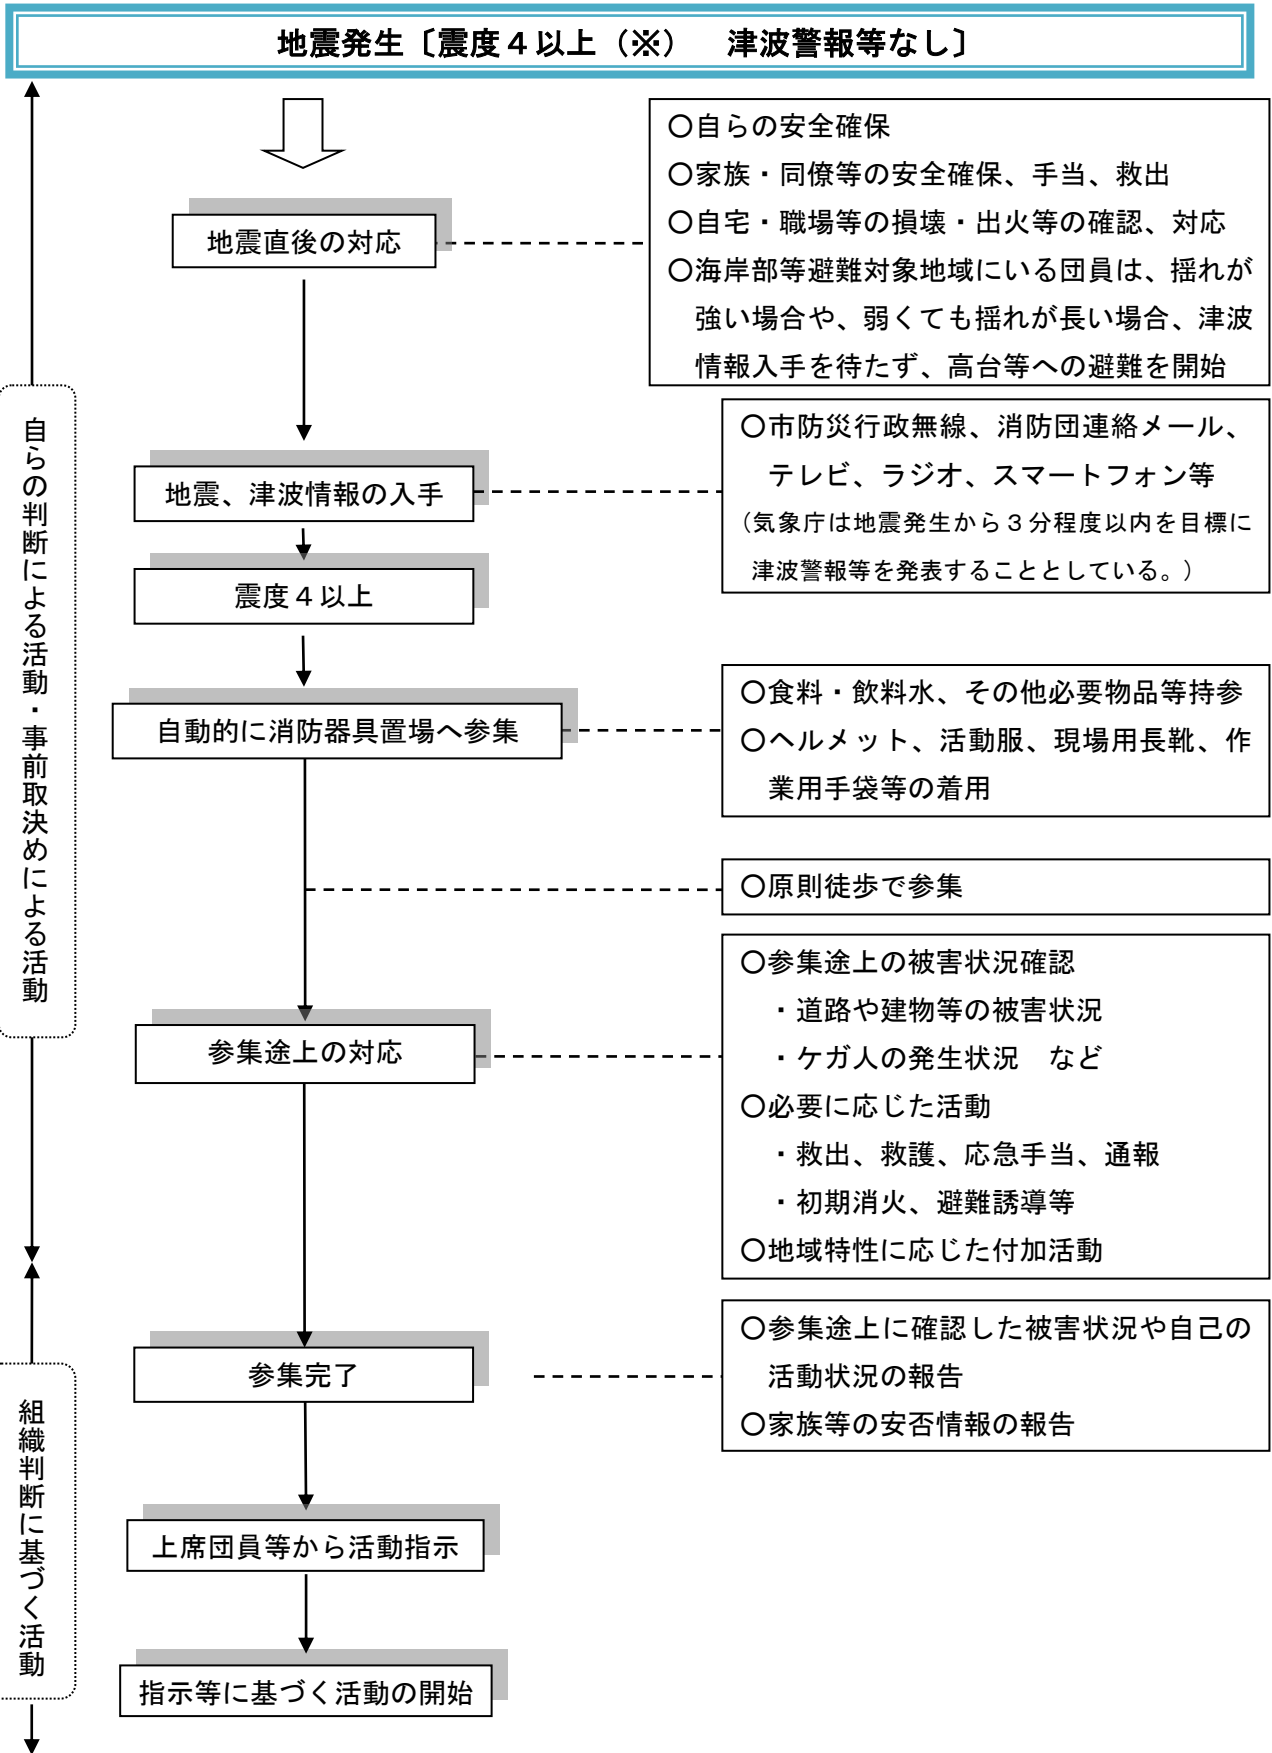 地震発生〔震度４以上（※）　津波警報等なし〕
地震直後の対応
〇自らの安全確保
〇家族・同僚等の安全確保、手当、救出
〇自宅・職場等の損壊・出火等の確認、対応
〇海岸部等避難対象地域にいる団員は、揺れが
強い場合や、弱くても揺れが長い場合、津波
情報入手を待たず、高台等への避難を開始
自らの判断による活動・事前取決めによる活動
地震、津波情報の入手
〇市防災行政無線、消防団連絡メール、
テレビ、ラジオ、スマートフォン等
（気象庁は地震発生から３分程度以内を目標に
津波警報等を発表することとしている。）
震度４以上
自動的に消防器具置場へ参集
〇食料・飲料水、その他必要物品等持参
〇ヘルメット、活動服、現場用長靴、作
業用手袋等の着用
〇原則徒歩で参集
参集途上の対応
〇参集途上の被害状況確認
・道路や建物等の被害状況
・ケガ人の発生状況　など
〇必要に応じた活動
・救出、救護、応急手当、通報
・初期消火、避難誘導等
〇地域特性に応じた付加活動
参集完了
〇参集途上に確認した被害状況や自己の
活動状況の報告
〇家族等の安否情報の報告
組織判断に基づく活動
上席団員等から活動指示
指示等に基づく活動の開始